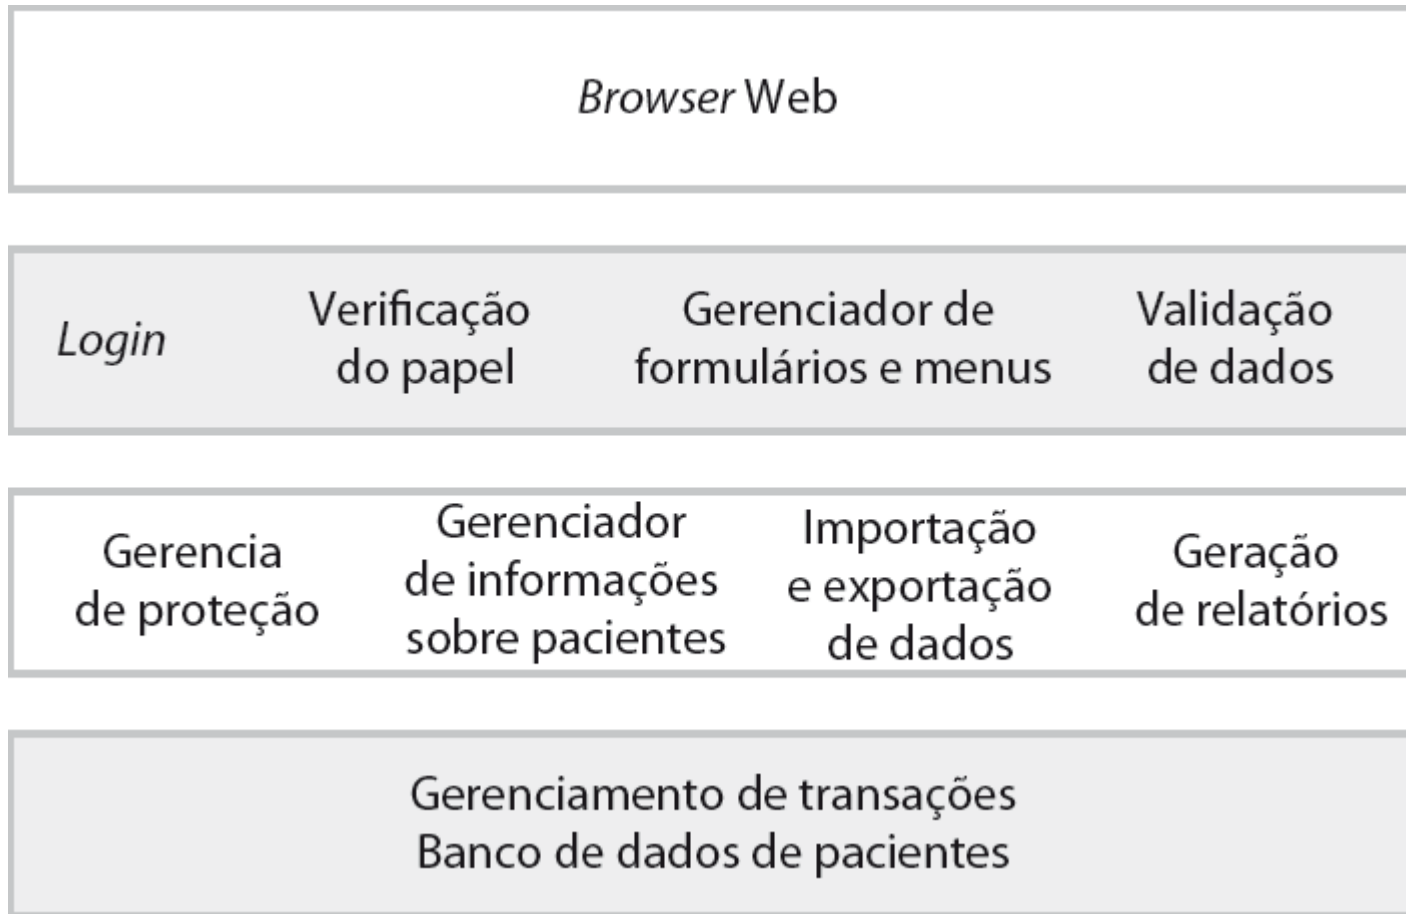 Browser Web
Login
Verificação
do papel
Gerenciador de
formulários e menus
Validação
de dados
Gerencia
de proteção
Gerenciador
de informações
sobre pacientes
Importação
e exportação
de dados
Geração
de relatórios
Gerenciamento de transações
Banco de dados de pacientes